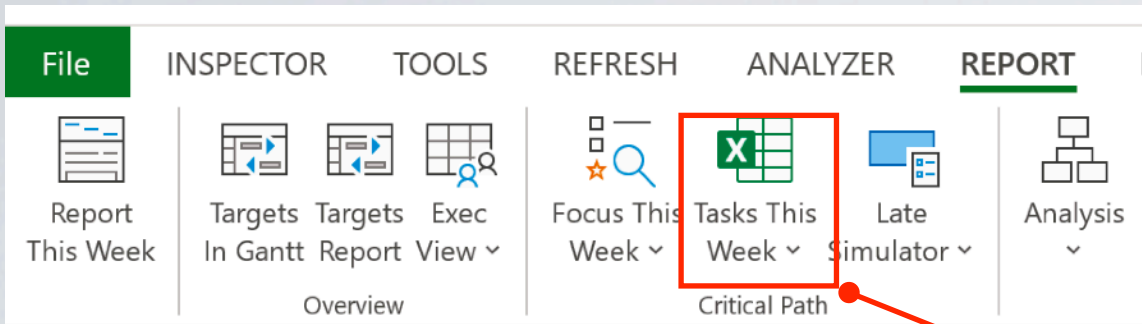 File INSPECTOR TOOLS REFRESH ANALYZER REPORT
Report Targets Targets Exec Focus This Tasks This Late Analysis
This Week In Gantt Report View Week Week Simulator
Overview Critical Path